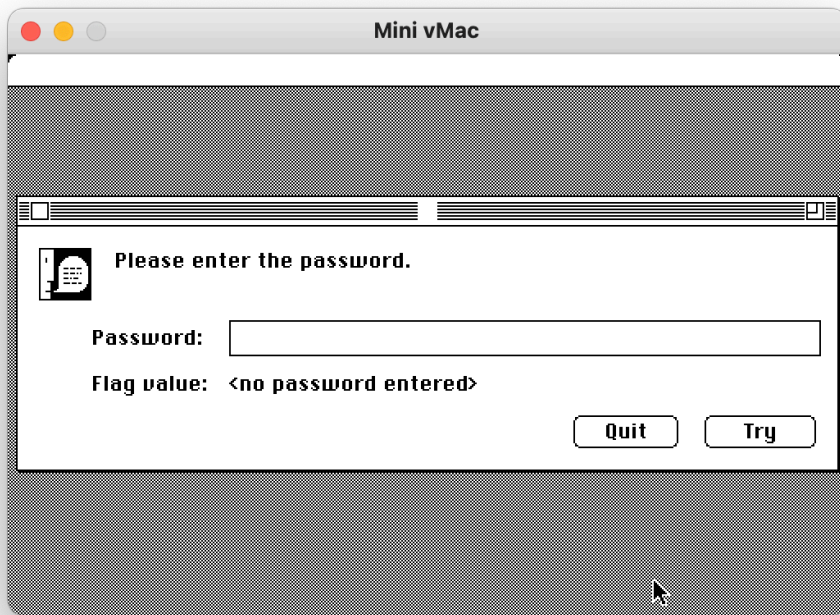 Mini vMac
Please enter the password.
Password:
Flag value: <no password entered>
Quit Try